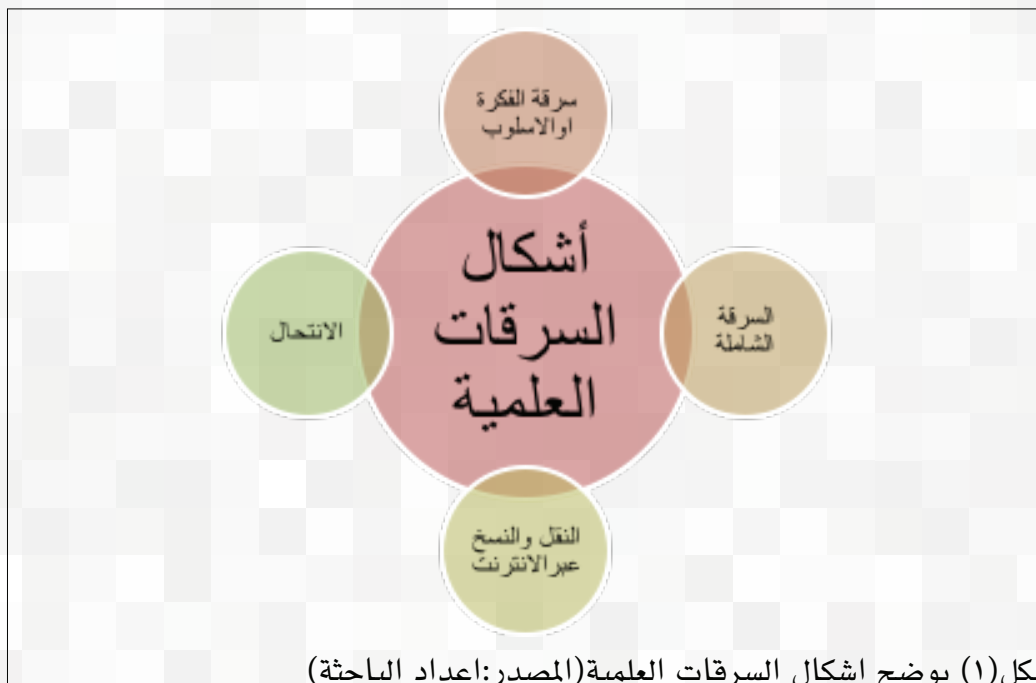 سرقة الفكرة
اوالاسلوب
أشكال
السرقات
العلمية
السرقة
الشاملة
النقل والنسخ
عبرالانترنت
الانتحال
كل(١) يوضح اشكال السرقات العلمية(المصدر:اعداد الباحثة)